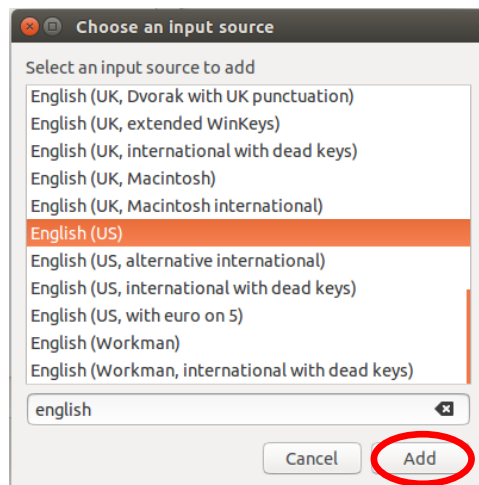 Choose an input source
Select an input source to add
English (UK, Dvorak with UK punctuation)
English (UK, extended WinKeys)
English (UK, international with dead keys)
English (UK, Macintosh)
English (UK, Macintosh international)
English (US)
English (US, alternative international)
English (US, international with dead keys)
English (US, with euro on 5)
English (Workman)
English (Workman, international with dead keys)
english
Cancel Add